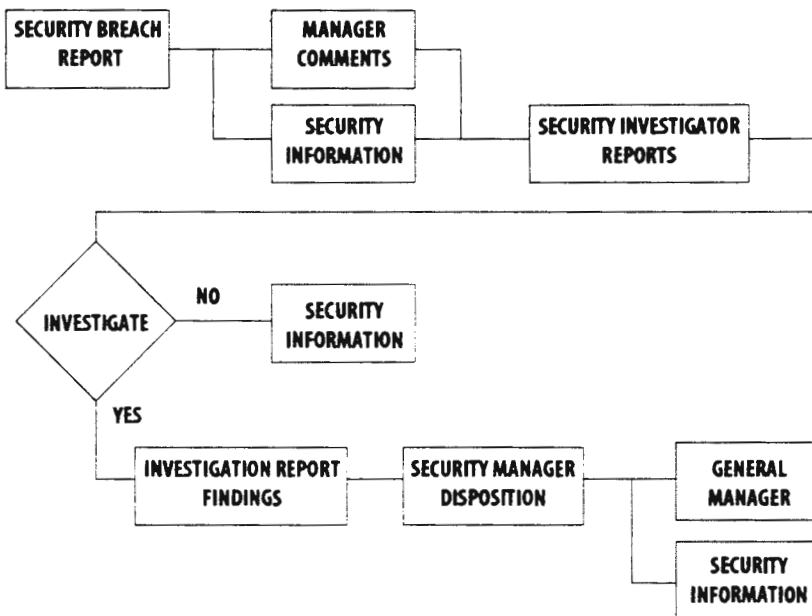 SECURITY BREACH
REPORT
MANAGER
COMMENTS
SECURITY
INFORMATION
SECURITY INVESTIGATOR
REPORTS
INVESTIGATE
NO
SECURITY
INFORMATION
YES
INVESTIGATION REPORT
FINDINGS
SECURITY MANAGER
DISPOSITION
GENERAL
MANAGER
SECURITY
INFORMATION